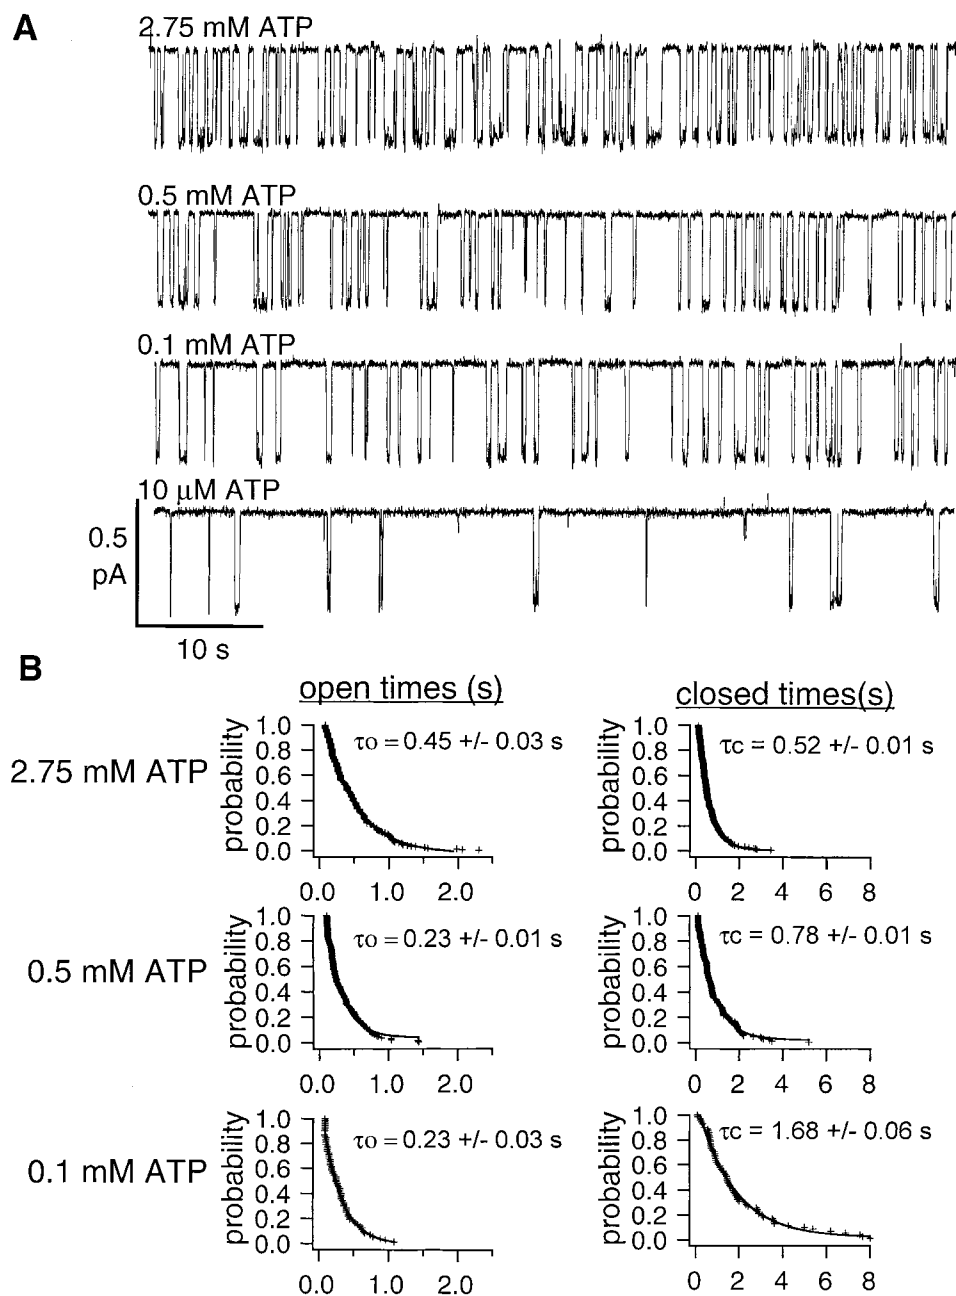 A
2.75 mM ATP
0.5 mM ATP
0.1 mM ATP
10 μM ATP
0.5
pA
10 s
B
open times (s)
closed times(s)
2.75 mM ATP
probability
1.0
0.8
0.6
0.4
0.2
0.0
τo = 0.45 +/- 0.03 s
0.0 1.0 2.0
probability
1.0
0.8
0.6
0.4
0.2
0.0
τc = 0.52 +/- 0.01 s
0 2 4 6 8
0.5 mM ATP
probability
1.0
0.8
0.6
0.4
0.2
0.0
τo = 0.23 +/- 0.01 s
0.0 1.0 2.0
probability
1.0
0.8
0.6
0.4
0.2
0.0
τc = 0.78 +/- 0.01 s
0 2 4 6 8
0.1 mM ATP
probability
1.0
0.8
0.6
0.4
0.2
0.0
τo = 0.23 +/- 0.03 s
0.0 1.0 2.0
probability
1.0
0.8
0.6
0.4
0.2
0.0
τc = 1.68 +/- 0.06 s
0 2 4 6 8